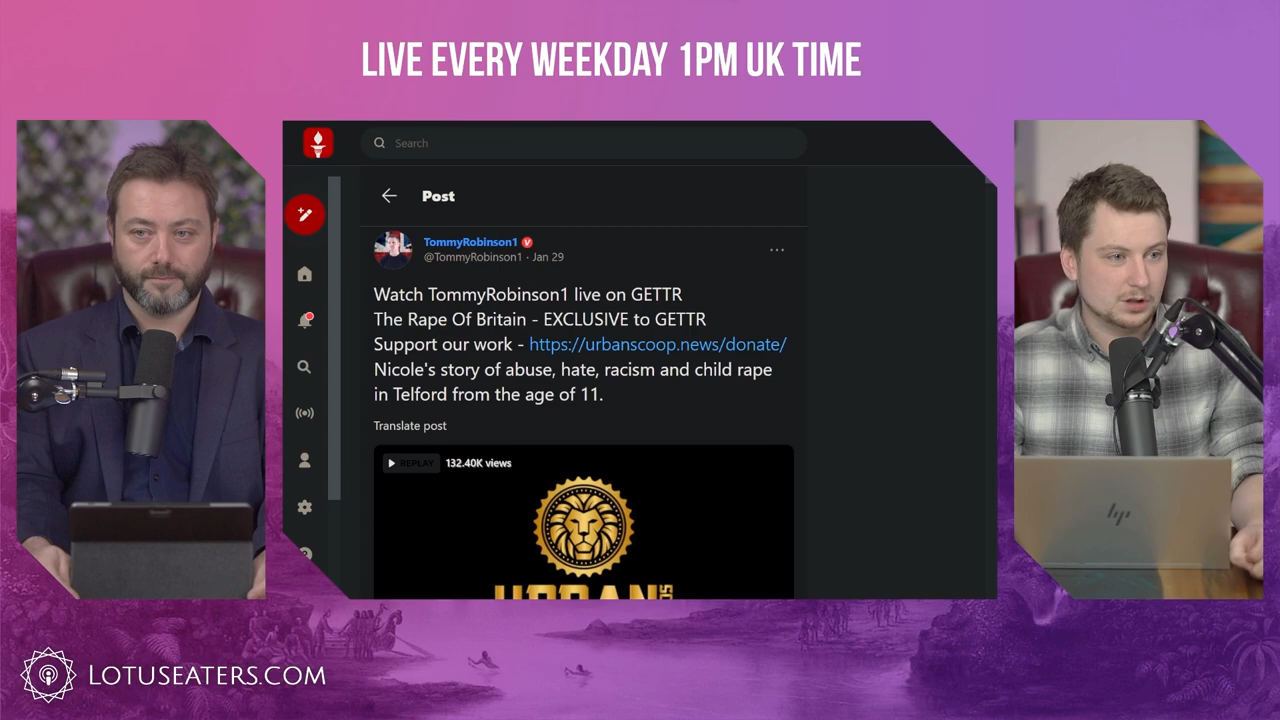 LIVE EVERY WEEKDAY 1PM UK TIME
Search
Post
TommyRobinson1
@TommyRobinson1 · Jan 29
Watch TommyRobinson1 live on GETTR
The Rape Of Britain - EXCLUSIVE to GETTR
Support our work - https://urbanscoop.news/donate/
Nicole's story of abuse, hate, racism and child rape
in Telford from the age of 11.
Translate post
REPLAY 132.40K views
URBAN
hp
LOTUSEATERS.COM